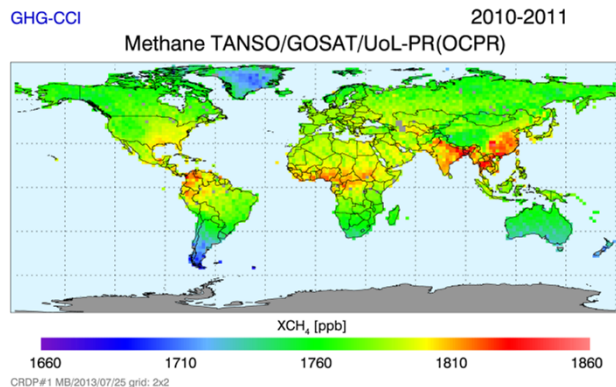 GHG-CCI 2010-2011
Methane TANSO/GOSAT/UoL-PR(OCPR)
XCH₄ [ppb]
1660 1710 1760 1810 1860
CRDP#1 MB/2013/07/25 grid: 2x2